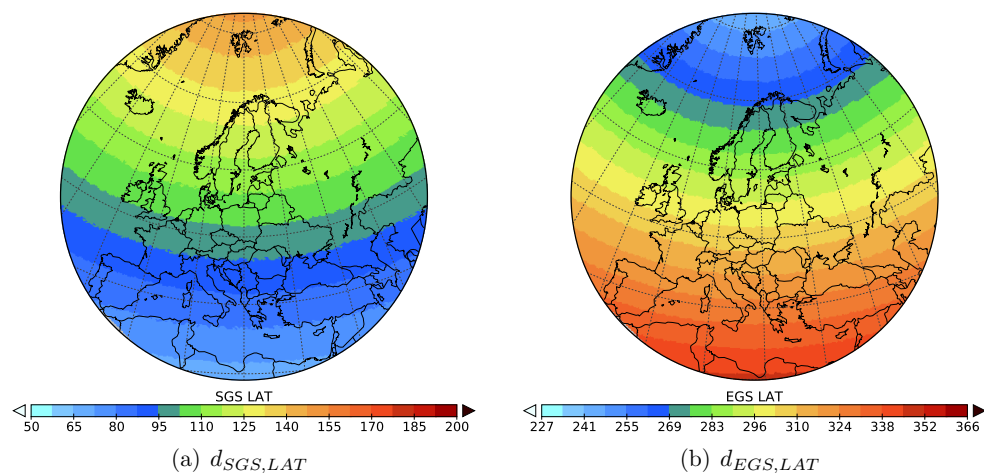 SGS LAT
50 65 80 95 110 125 140 155 170 185 200
(a) d_{SGS,LAT}
EGS LAT
227 241 255 269 283 296 310 324 338 352 366
(b) d_{EGS,LAT}